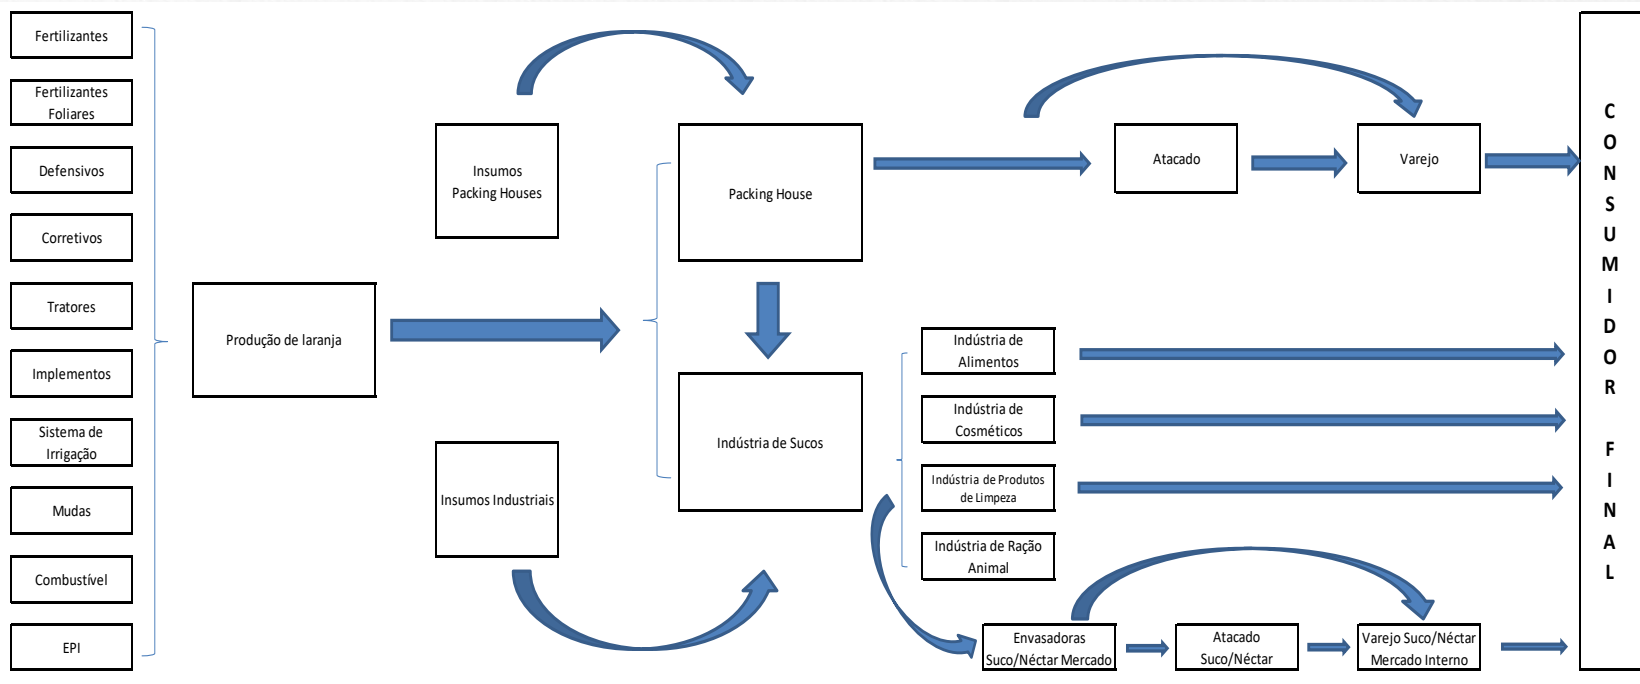 Fertilizantes
Fertilizantes
Foliares
Defensivos
Corretivos
Tratores
Implementos
Sistema de
Irrigação
Mudas
Combustível
EPI
Produção de laranja
Insumos
Packing Houses
Insumos Industriais
Packing House
Indústria de Sucos
Atacado
Varejo
Indústria de
Alimentos
Indústria de
Cosméticos
Indústria de Produtos
de Limpeza
Indústria de Ração
Animal
Envasadoras
Suco/Néctar Mercado
Atacado
Suco/Néctar
Varejo Suco/Néctar
Mercado Interno
C
O
N
S
U
M
I
D
O
R
F
I
N
A
L